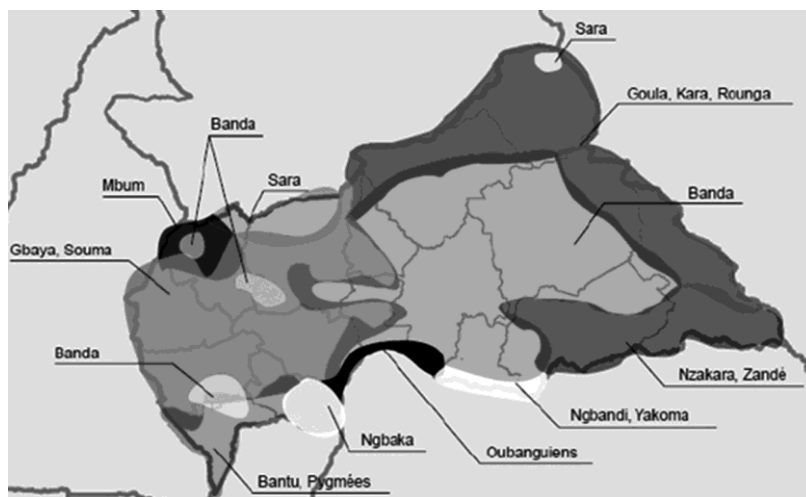 Sara
Goula, Kara, Rounga
Banda
Mbum
Sara
Banda
Gbaya, Souma
Banda
Nzakara, Zandé
Ngbandi, Yakoma
Ngbaka
Oubanguiens
Bantu, Pygmées